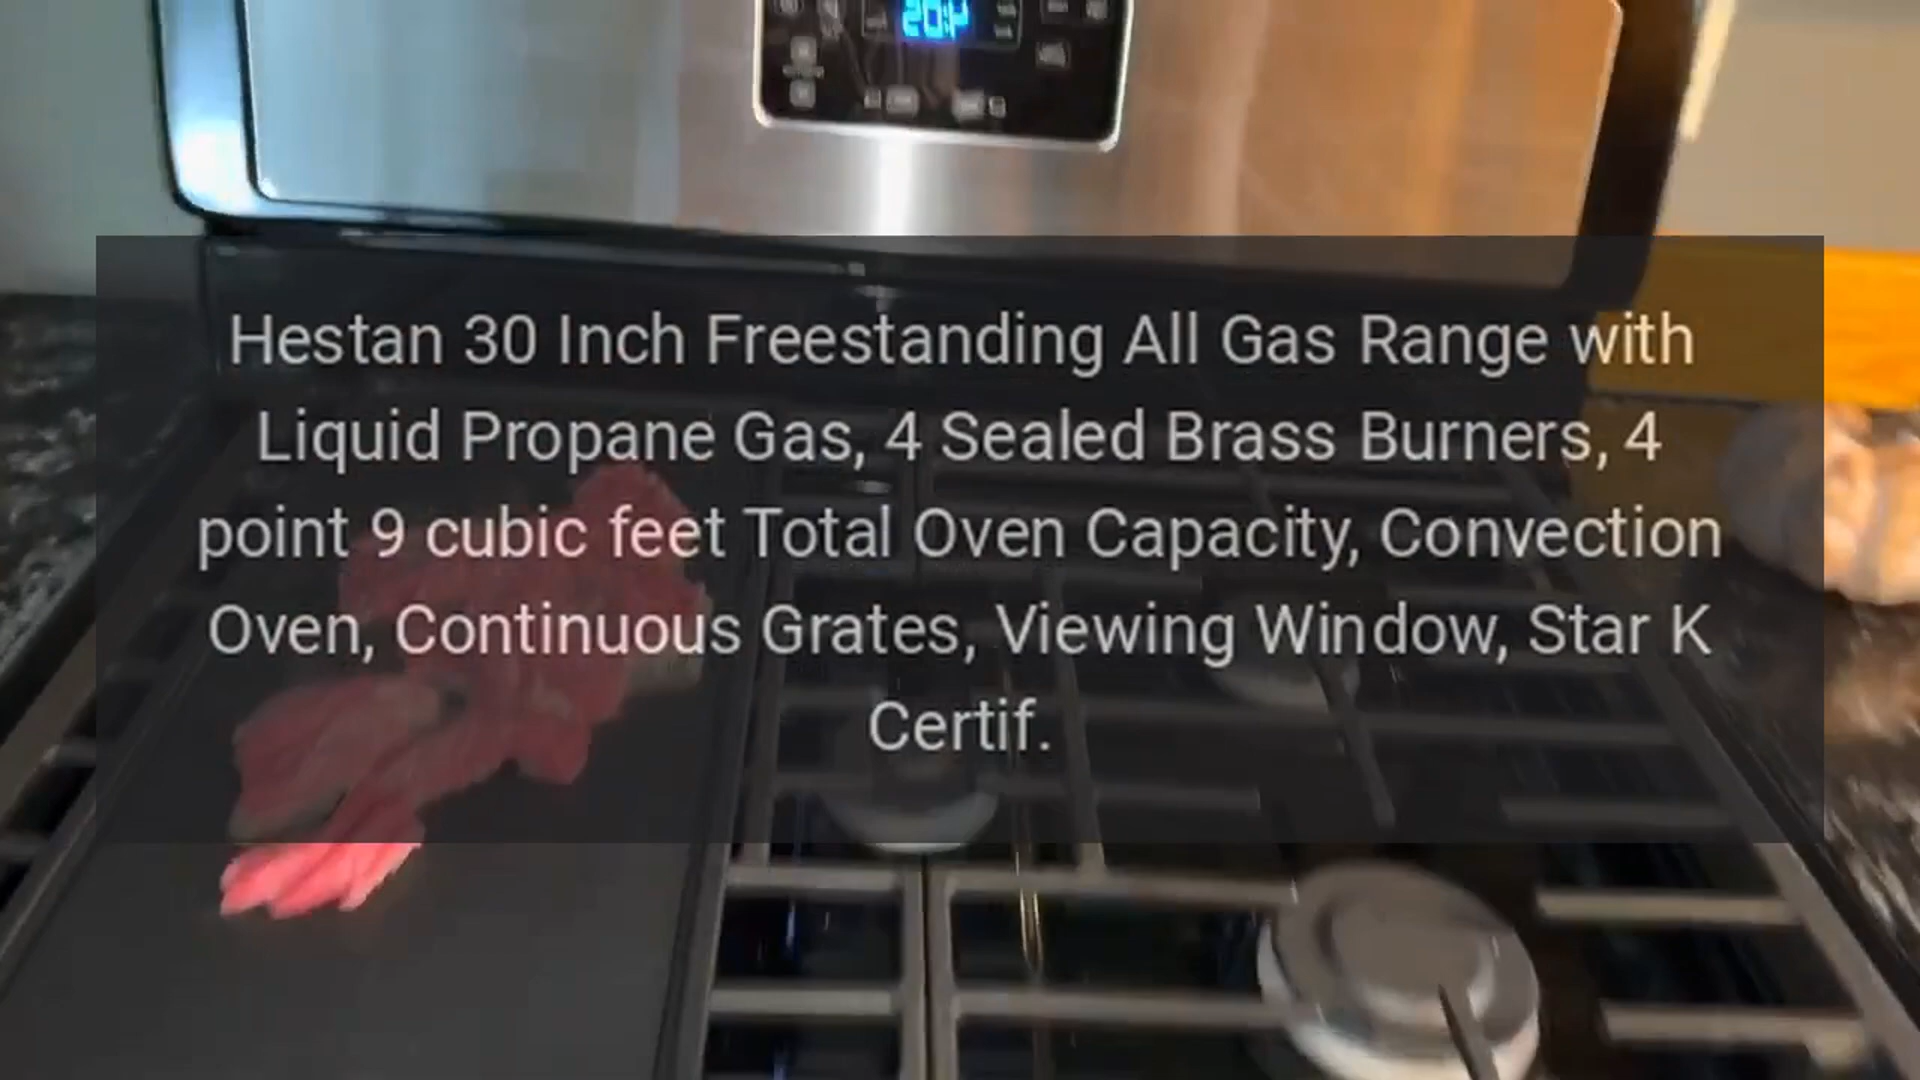 Hestan 30 Inch Freestanding All Gas Range with
Liquid Propane Gas, 4 Sealed Brass Burners, 4
point 9 cubic feet Total Oven Capacity, Convection
Oven, Continuous Grates, Viewing Window, Star K
Certif.